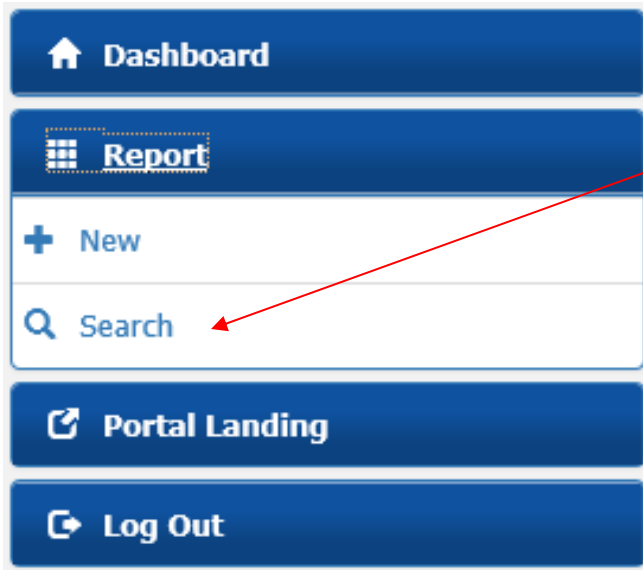 Dashboard
Report
New
Search
Portal Landing
Log Out